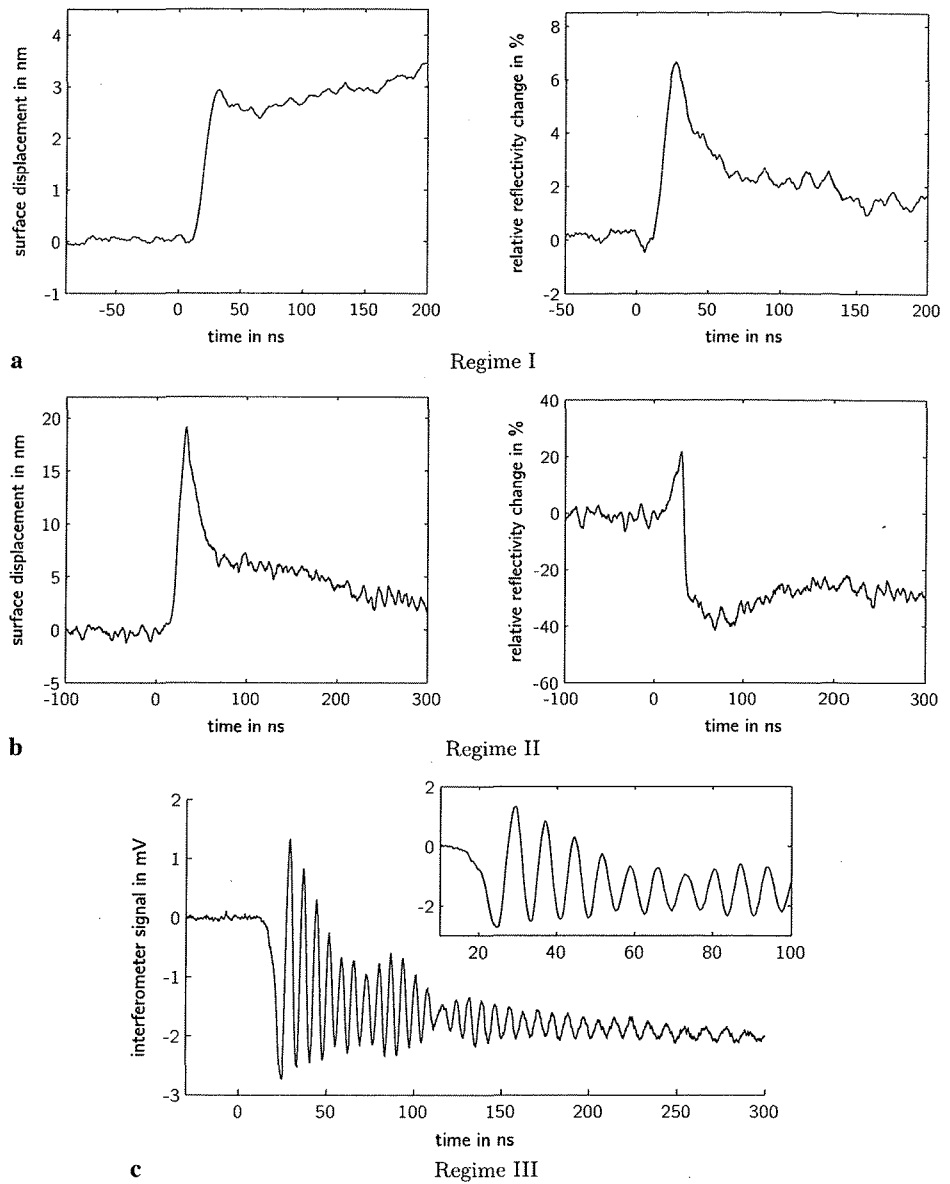 4
3
2
1
0
-1
surface displacement in nm
-50 0 50 100 150 200
time in ns
8
6
4
2
0
-2
relative reflectivity change in %
-50 0 50 100 150 200
time in ns
a
Regime I
20
15
10
5
0
-5
surface displacement in nm
-100 0 100 200 300
time in ns
40
20
0
-20
-40
-60
relative reflectivity change in %
-100 0 100 200 300
time in ns
b
Regime II
2
1
0
-1
-2
-3
interferometer signal in mV
0 50 100 150 200 250 300
time in ns
2
0
-2
20 40 60 80 100
c
Regime III